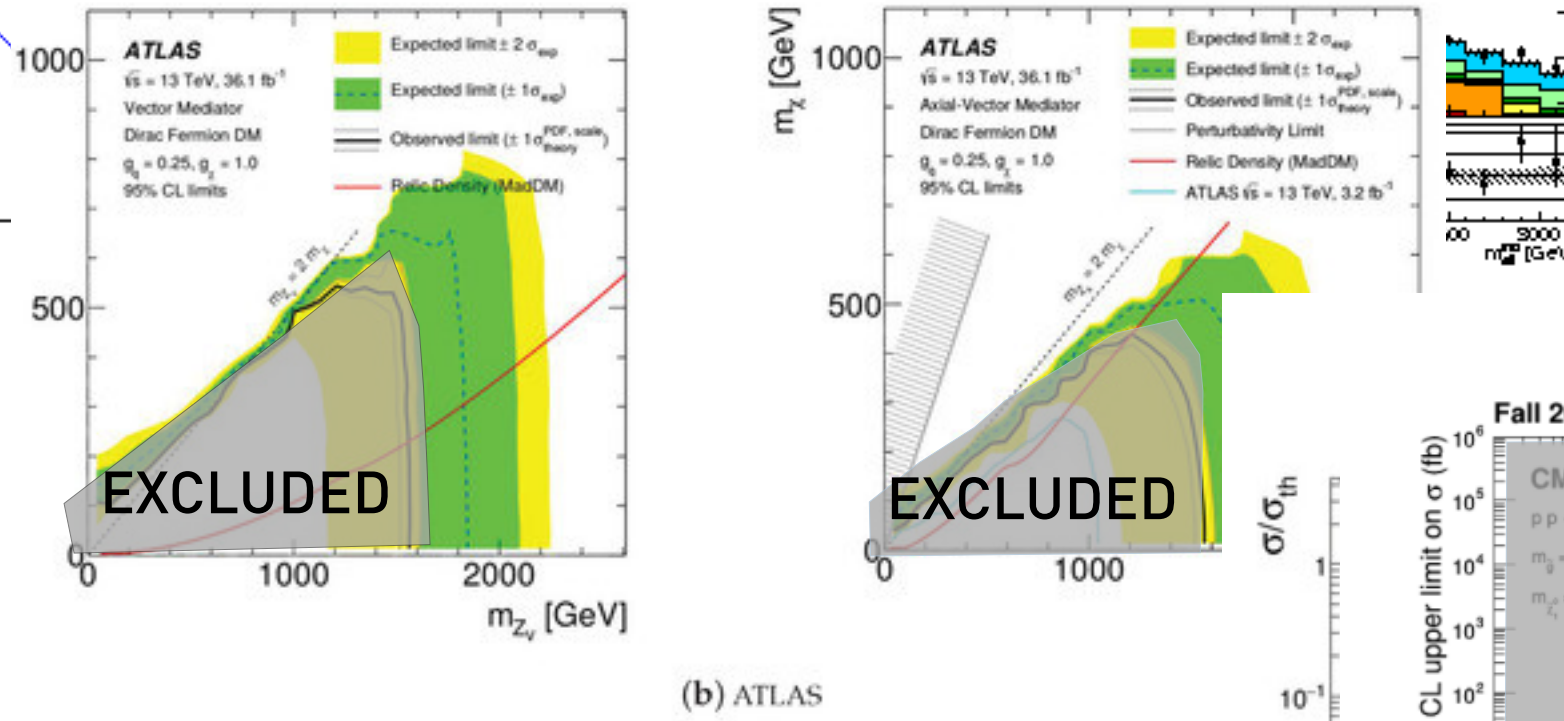 1000
500
0
ATLAS
√s = 13 TeV, 36.1 fb⁻¹
Vector Mediator
Dirac Fermion DM
g_q = 0.25, g_χ = 1.0
95% CL limits
Expected limit ± 2 σ_exp
Expected limit (± 1σ_exp)
Observed limit (± 1σ_theory^PDF, scale)
Relic Density (MadDM)
m_Zv = 2 m_χ
EXCLUDED
0
1000
2000
m_Zv [GeV]
m_χ [GeV]
1000
500
0
ATLAS
√s = 13 TeV, 36.1 fb⁻¹
Axial-Vector Mediator
Dirac Fermion DM
g_q = 0.25, g_χ = 1.0
95% CL limits
Expected limit ± 2 σ_exp
Expected limit (± 1σ_exp)
Observed limit (± 1σ_theory^PDF, scale)
Perturbativity Limit
Relic Density (MadDM)
ATLAS √s = 13 TeV, 3.2 fb⁻¹
EXCLUDED
0
1000
(b) ATLAS
3000
σ/σ_th
1
10⁻¹
Fall 2
CL upper limit on σ (fb)
10⁶
10⁵
10⁴
10³
10²
CM
p p